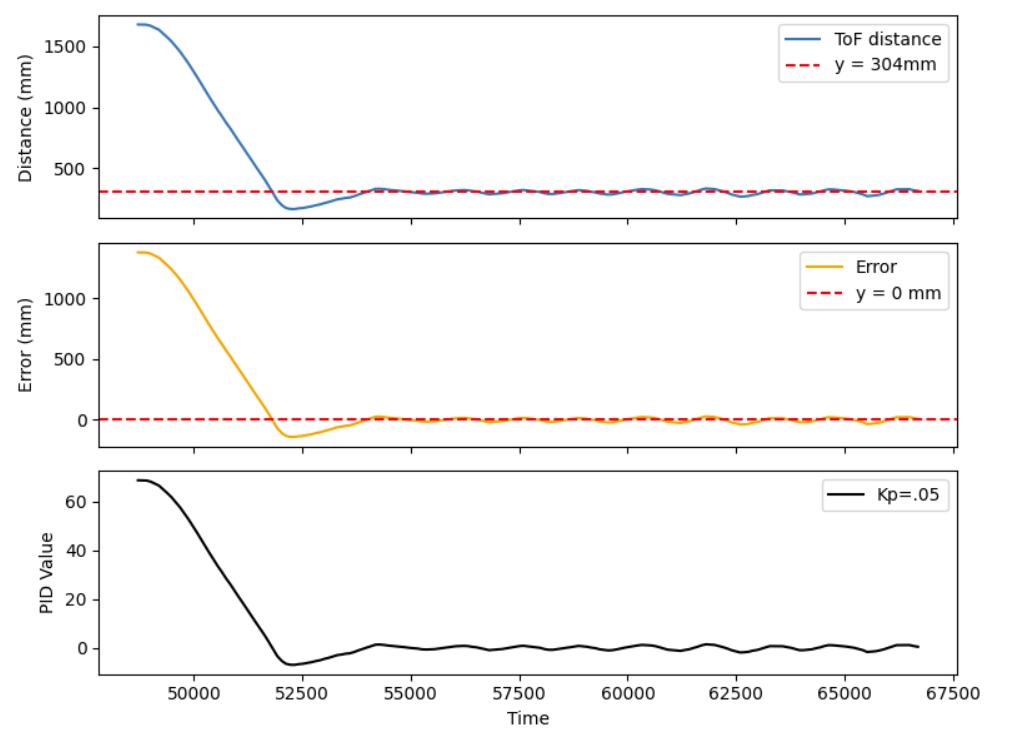 Distance (mm)
1500
1000
500
ToF distance
y = 304mm
Error (mm)
1000
500
0
Error
y = 0 mm
PID Value
60
40
20
0
Kp=.05
50000 52500 55000 57500 60000 62500 65000 67500
Time